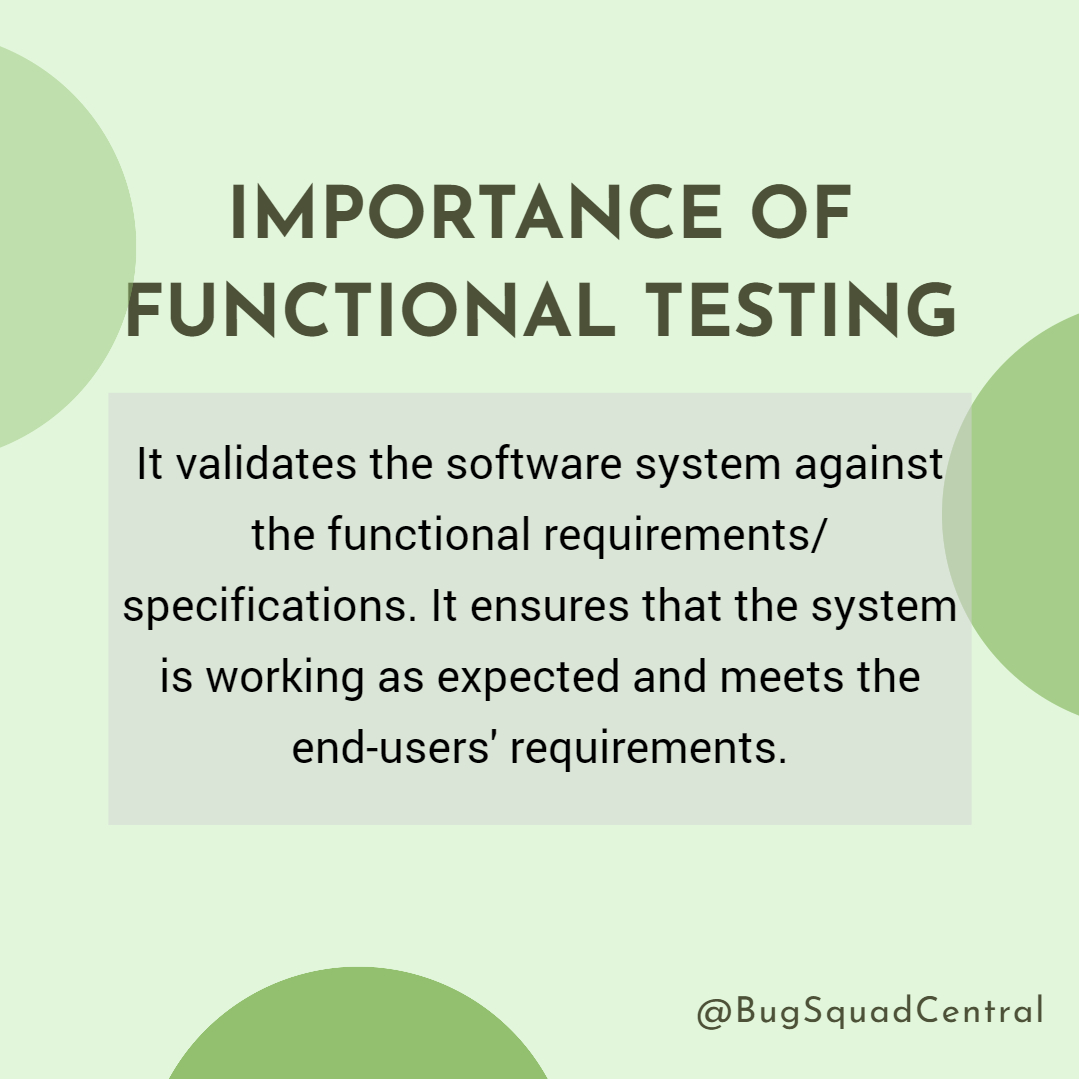 IMPORTANCE OF
FUNCTIONAL TESTING
It validates the software system against
the functional requirements/
specifications. It ensures that the system
is working as expected and meets the
end-users' requirements.
@BugSquadCentral